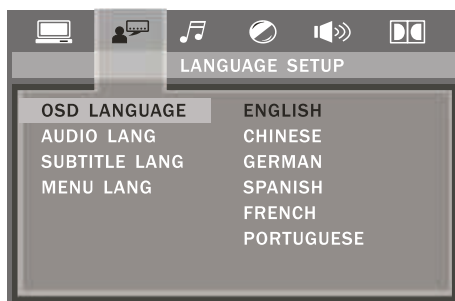 LANGUAGE SETUP
OSD LANGUAGE
AUDIO LANG
SUBTITLE LANG
MENU LANG
ENGLISH
CHINESE
GERMAN
SPANISH
FRENCH
PORTUGUESE